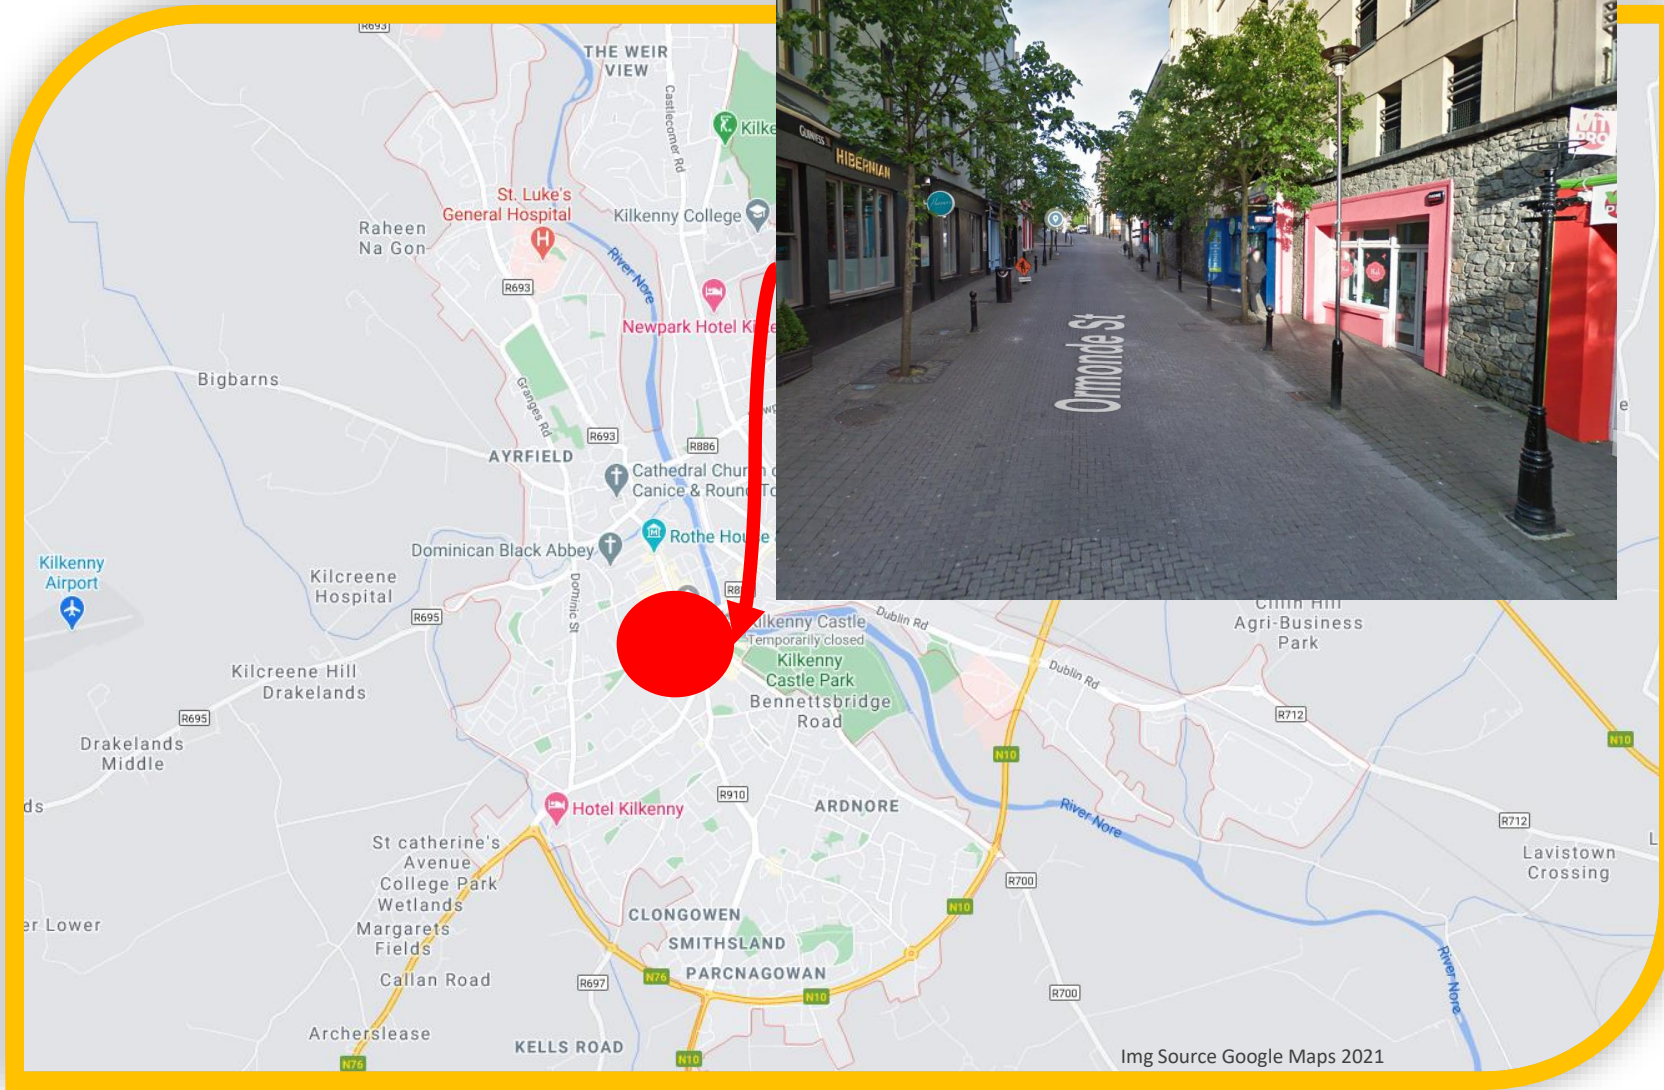 R693
THE WEIR
VIEW
Castlecomer Rd
Kilke
St. Luke's
General Hospital
Kilkenny College
Raheen
Na Gon
River Nore
R693
Newpark Hotel
Bigbarns
Granges Rd
R693
R886
AYRFIELD
Cathedral Chur
Canice & Round To
Rothe Hou
Dominican Black Abbey
Kilkenny
Airport
Kilcreene
Hospital
Dominic St
R695
Kilkenny Castle
Temporarily closed
Kilkenny
Castle Park
Bennettsbridge
Road
Dublin Rd
Agri-Business
Park
Dublin Rd
Kilcreene Hill
Drakelands
R695
R712
N10
N10
Drakelands
Middle
ds
Hotel Kilkenny
R910
ARDNORE
River Nore
R712
Lavistown
Crossing
St catherine's
Avenue
College Park
Wetlands
Margarets
Fields
Callan Road
er Lower
R700
N10
CLONGOWEN
SMITHSLAND
PARCNAGOWAN
N76
N10
R697
R700
River Nore
Archerslease
KELLS ROAD
N76
N10
Img Source Google Maps 2021
GUINNESS
HIBERNIAN
Ormonde St